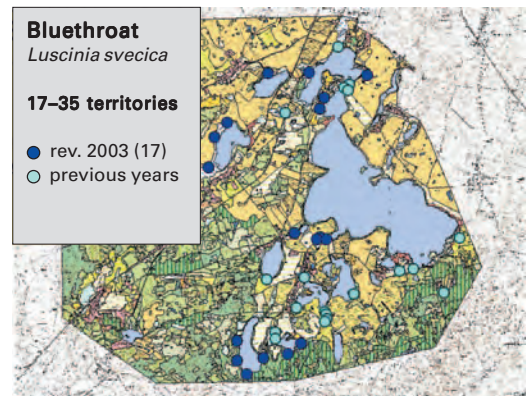 Bluethroat
Luscinia svecica
17–35 territories
rev. 2003 (17)
previous years